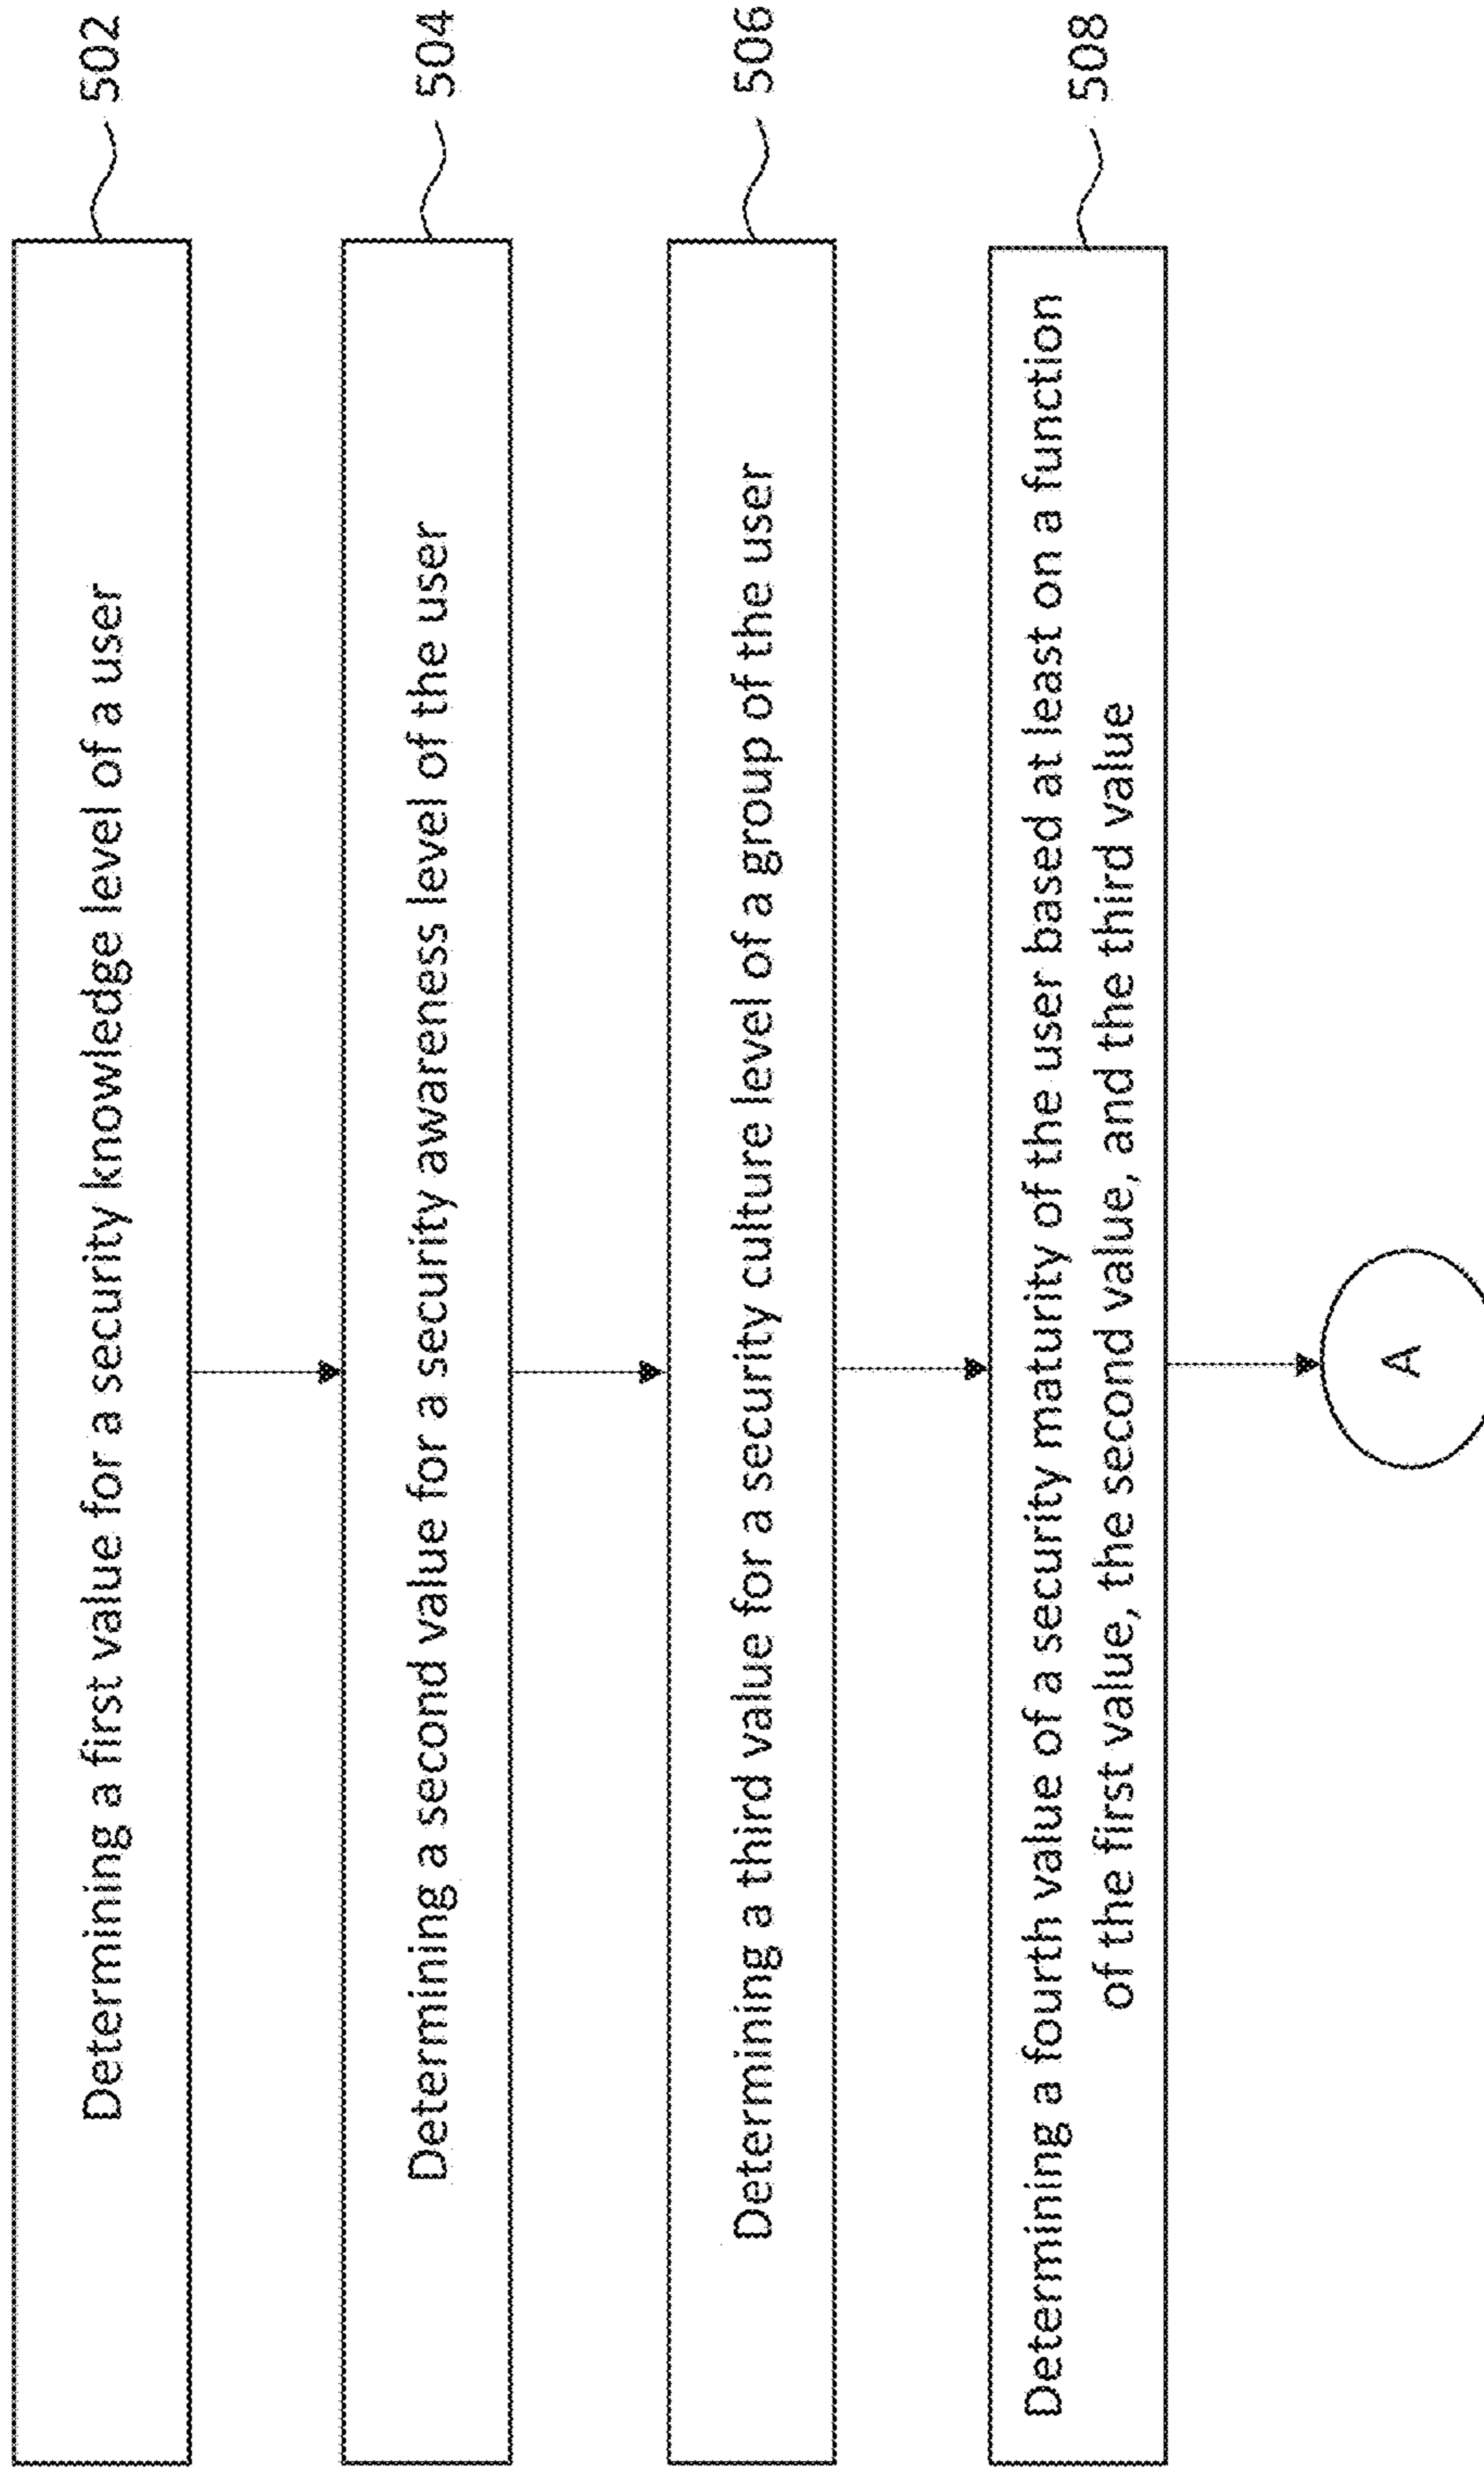 Determining a first value for a security knowledge level of a user
502
Determining a second value for a security awareness level of the user
504
Determining a third value for a security culture level of a group of the user
506
Determining a fourth value of a security maturity of the user based at least on a function
of the first value, the second value, and the third value
508
A